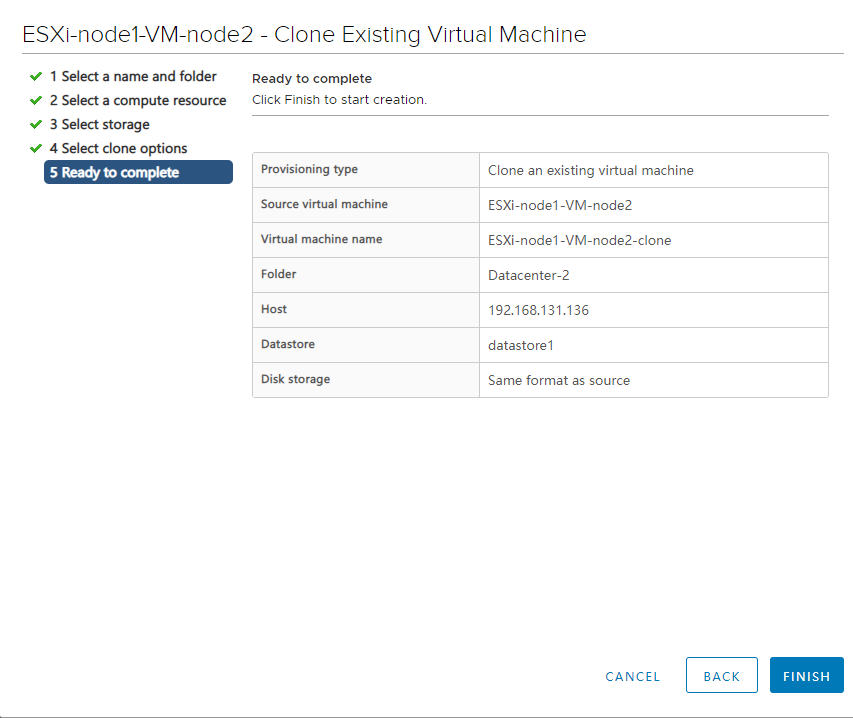 ESXi-node1-VM-node2 - Clone Existing Virtual Machine
1 Select a name and folder
2 Select a compute resource
3 Select storage
4 Select clone options
5 Ready to complete
Ready to complete
Click Finish to start creation.
Provisioning type Clone an existing virtual machine
Source virtual machine ESXi-node1-VM-node2
Virtual machine name ESXi-node1-VM-node2-clone
Folder Datacenter-2
Host 192.168.131.136
Datastore datastore1
Disk storage Same format as source
CANCEL BACK FINISH